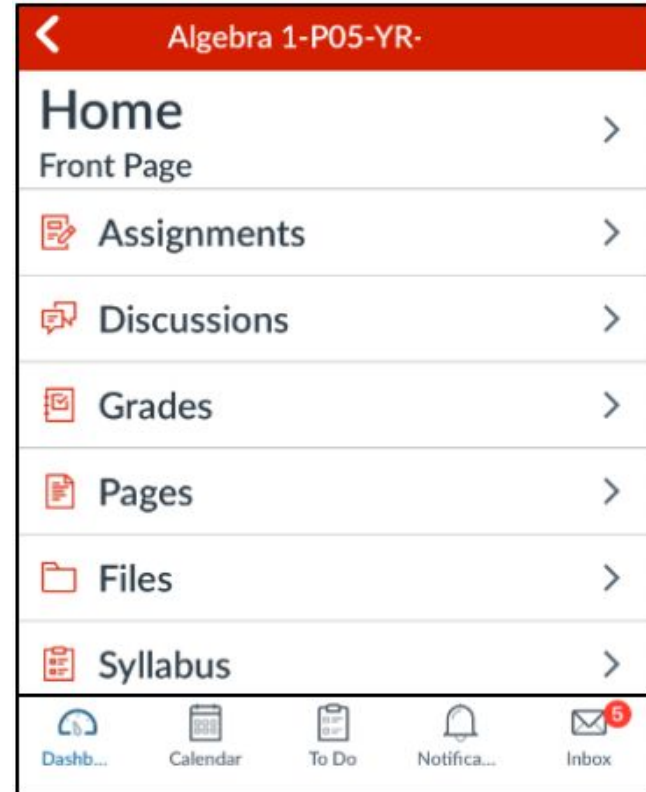 Algebra 1-P05-YR-
Home
Front Page
Assignments
Discussions
Grades
Pages
Files
Syllabus
5
Dashb... Calendar To Do Notifica... Inbox